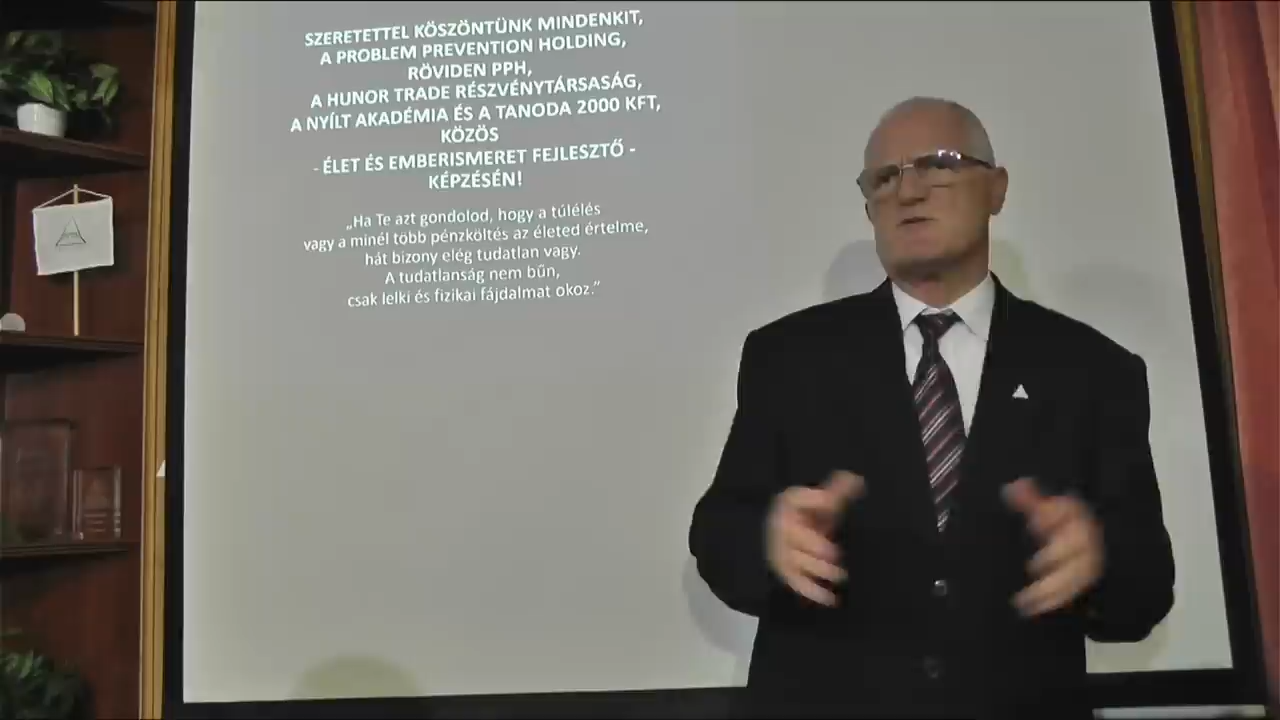 SZERETETTEL KÖSZÖNTÜNK MINDENKIT,
A PROBLEM PREVENTION HOLDING,
RÖVIDEN PPH,
A HUNOR TRADE RÉSZVÉNYTÁRSASÁG,
A NYÍLT AKADÉMIA ÉS A TANODA 2000 KFT,
KÖZÖS
- ÉLET ÉS EMBERISMERET FEJLESZTŐ -
KÉPZÉSÉN!
„Ha Te azt gondolod, hogy a túlélés
vagy a minél több pénzköltés az életed értelme,
hát bizony elég tudatlan vagy.
A tudatlanság nem bűn,
csak lelki és fizikai fájdalmat okoz.”